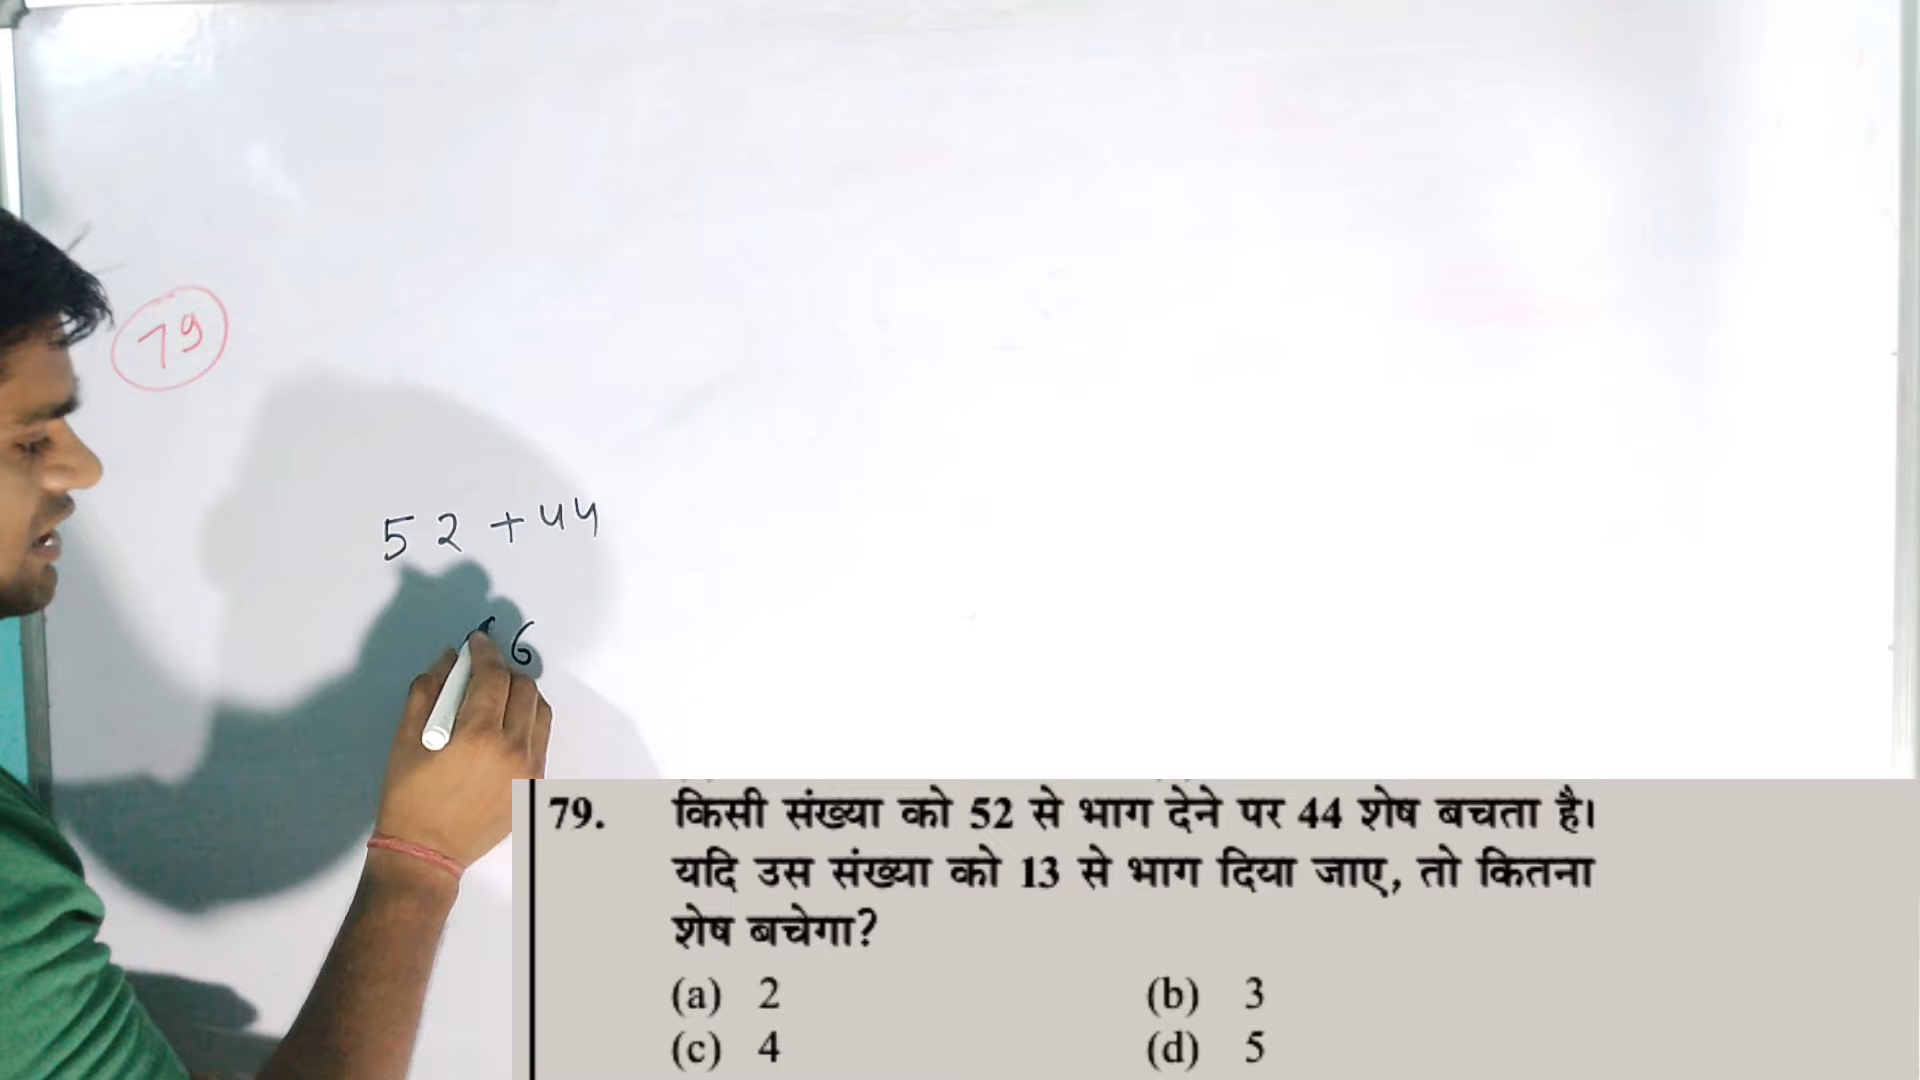 79
52 + 44
6
79. किसी संख्या को 52 से भाग देने पर 44 शेष बचता है।
यदि उस संख्या को 13 से भाग दिया जाए, तो कितना
शेष बचेगा?
(a) 2 (b) 3
(c) 4 (d) 5